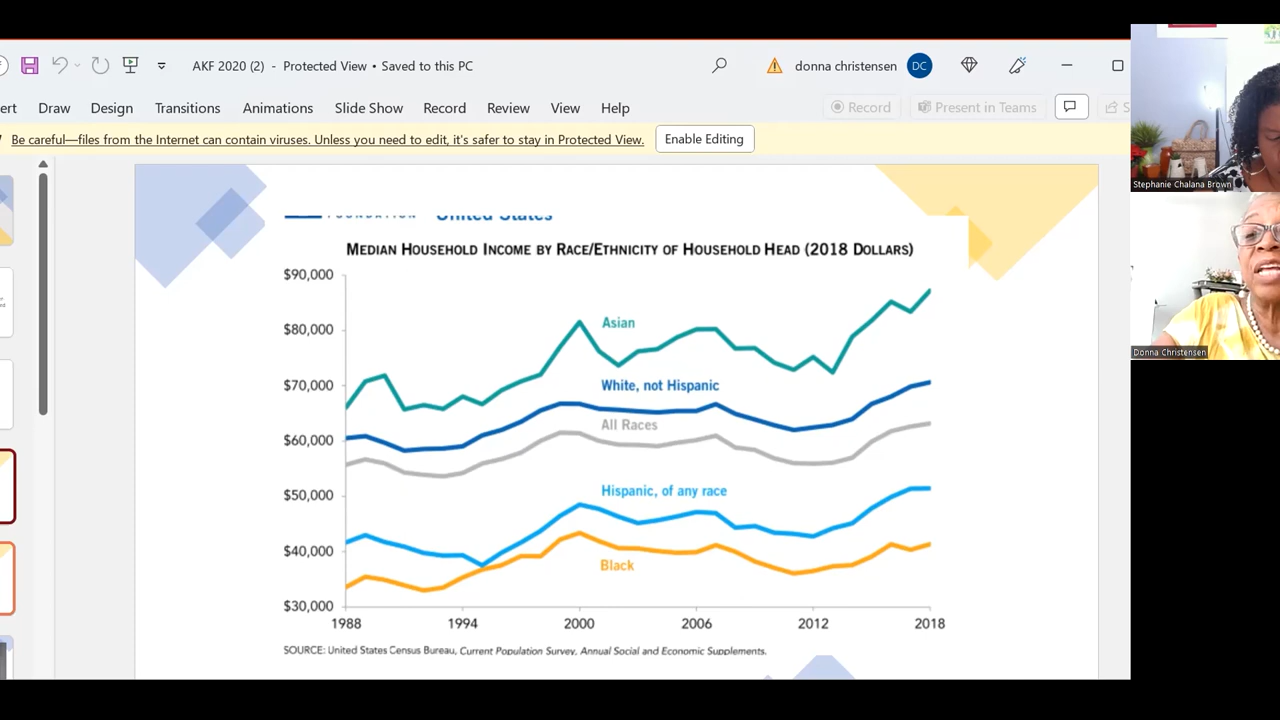 AKF 2020 (2) - Protected View • Saved to this PC
donna christensen DC
ert Draw Design Transitions Animations Slide Show Record Review View Help
Record Present in Teams S
Be careful—files from the Internet can contain viruses. Unless you need to edit, it's safer to stay in Protected View. Enable Editing
United States
MEDIAN HOUSEHOLD INCOME BY RACE/ETHNICITY OF HOUSEHOLD HEAD (2018 DOLLARS)
$90,000
$80,000
$70,000
$60,000
$50,000
$40,000
$30,000
Asian
White, not Hispanic
All Races
Hispanic, of any race
Black
1988 1994 2000 2006 2012 2018
SOURCE: United States Census Bureau, Current Population Survey, Annual Social and Economic Supplements.
Stephanie Chalana Brown
Donna Christensen